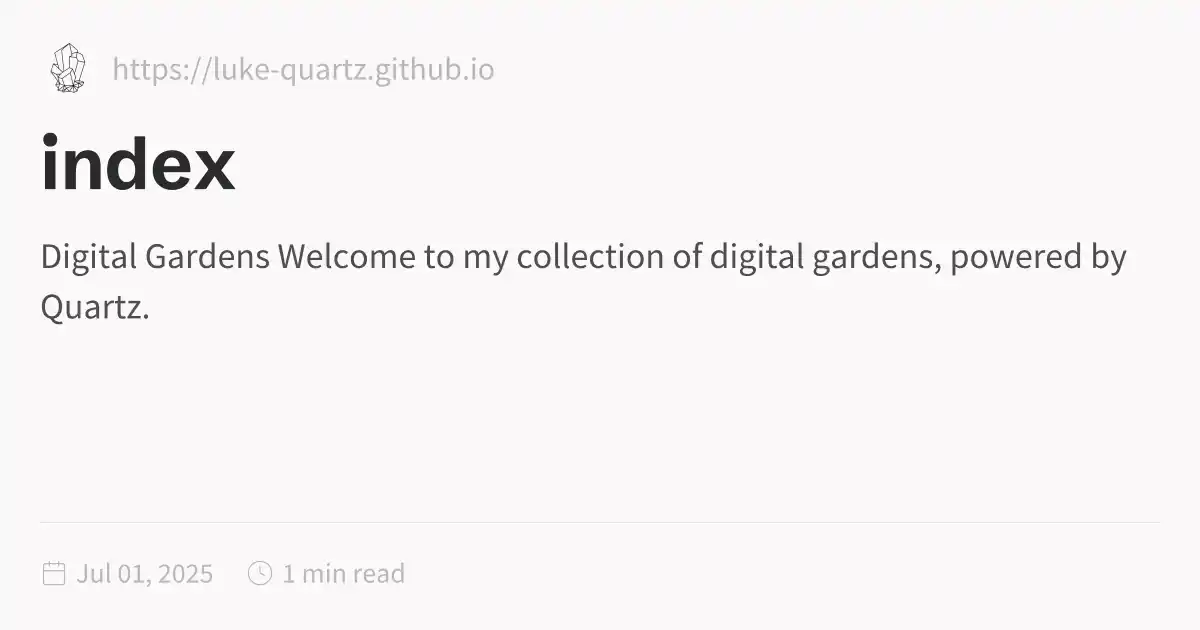 https://luke-quartz.github.io
index
Digital Gardens Welcome to my collection of digital gardens, powered by
Quartz.
Jul 01, 2025 1 min read